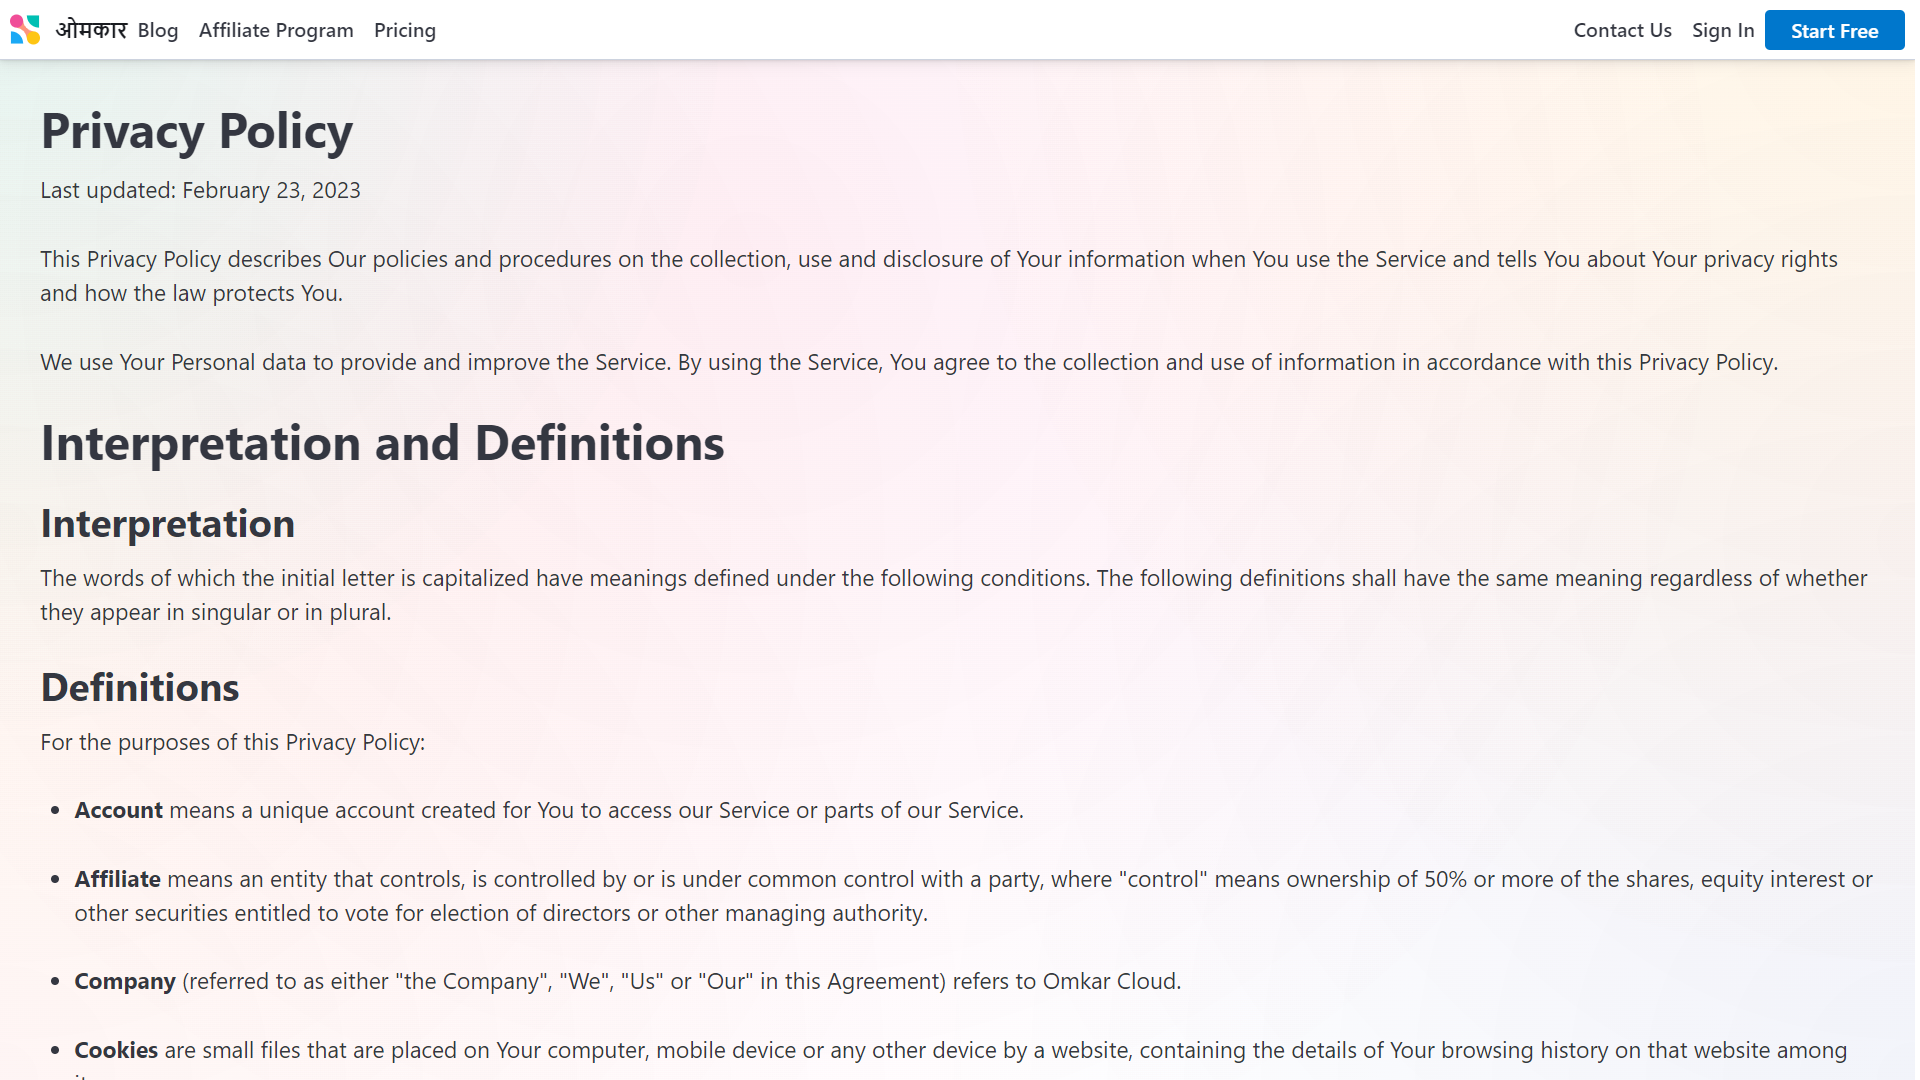 ओमकार Blog Affiliate Program Pricing Contact Us Sign In Start Free
Privacy Policy
Last updated: February 23, 2023
This Privacy Policy describes Our policies and procedures on the collection, use and disclosure of Your information when You use the Service and tells You about Your privacy rights
and how the law protects You.
We use Your Personal data to provide and improve the Service. By using the Service, You agree to the collection and use of information in accordance with this Privacy Policy.
Interpretation and Definitions
Interpretation
The words of which the initial letter is capitalized have meanings defined under the following conditions. The following definitions shall have the same meaning regardless of whether
they appear in singular or in plural.
Definitions
For the purposes of this Privacy Policy:
• Account means a unique account created for You to access our Service or parts of our Service.
• Affiliate means an entity that controls, is controlled by or is under common control with a party, where "control" means ownership of 50% or more of the shares, equity interest or
other securities entitled to vote for election of directors or other managing authority.
• Company (referred to as either "the Company", "We", "Us" or "Our" in this Agreement) refers to Omkar Cloud.
• Cookies are small files that are placed on Your computer, mobile device or any other device by a website, containing the details of Your browsing history on that website among